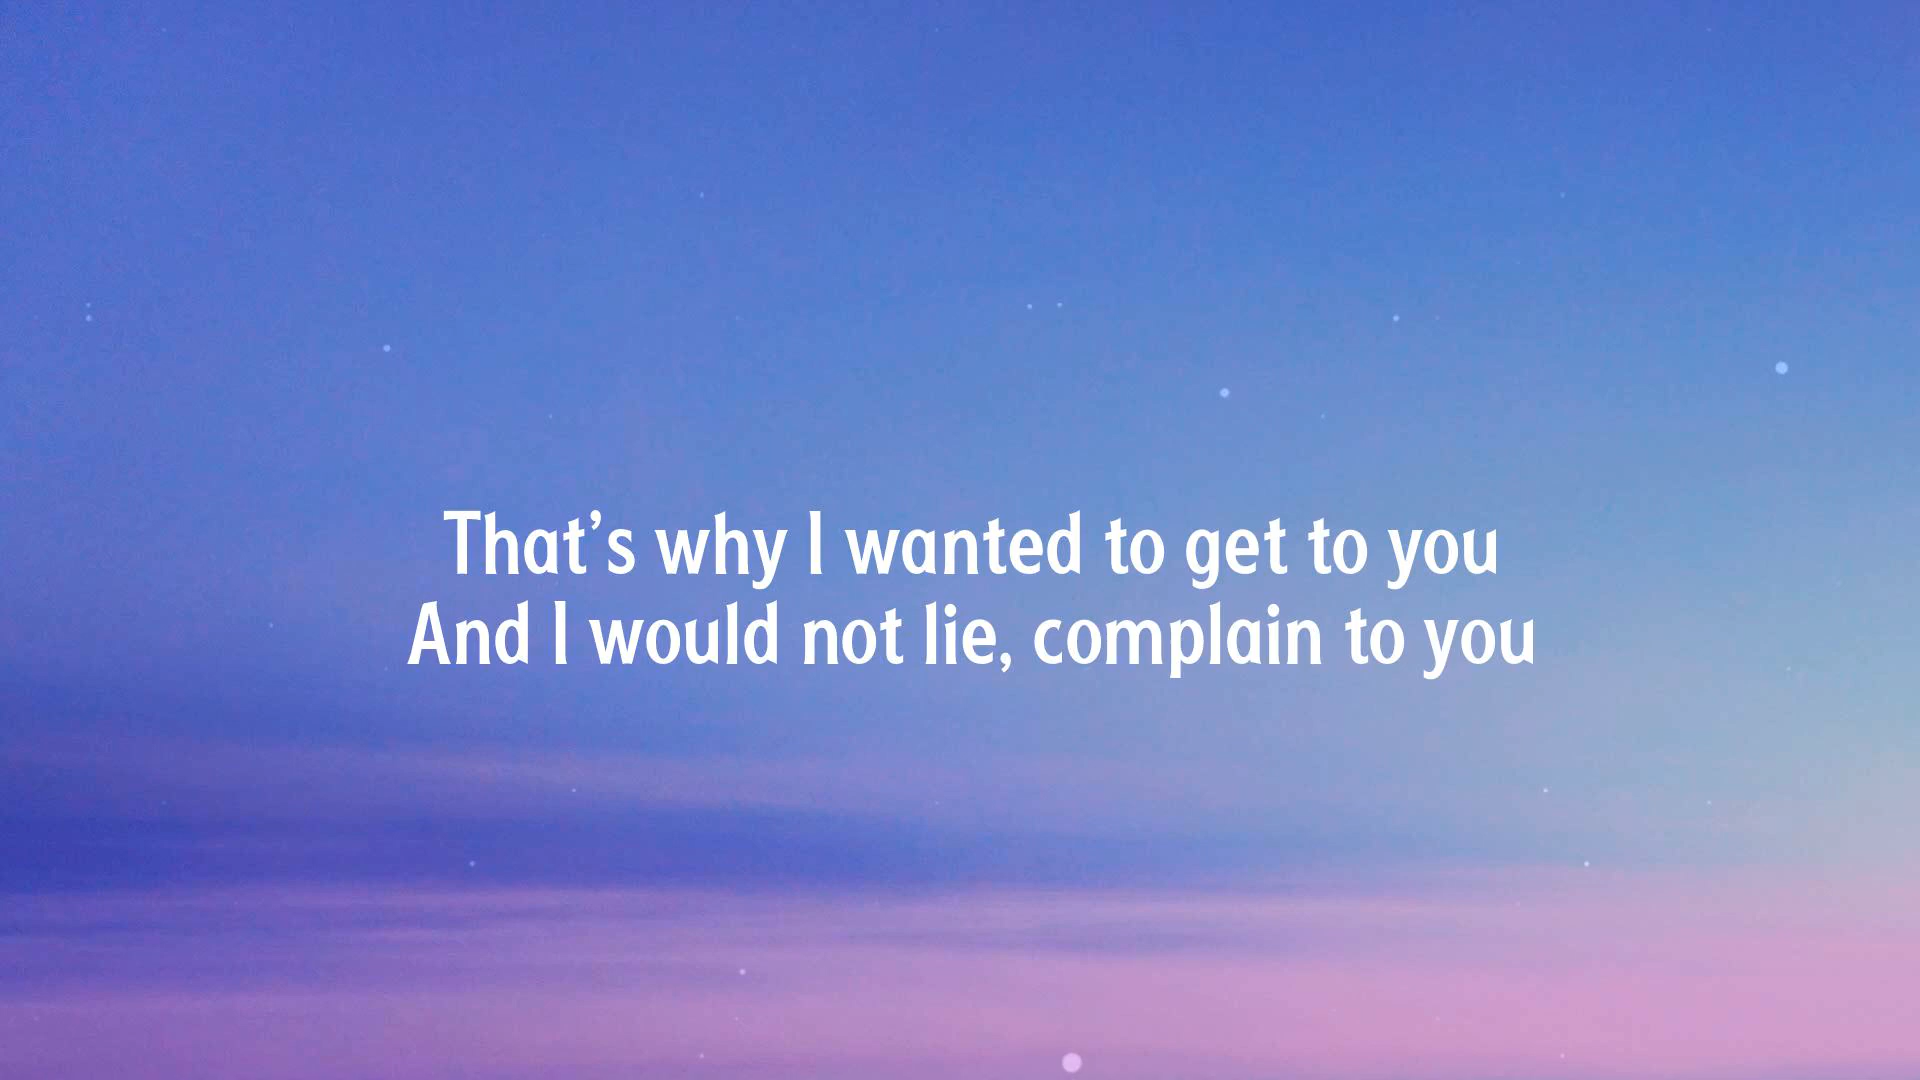 That’s why I wanted to get to you
And I would not lie, complain to you